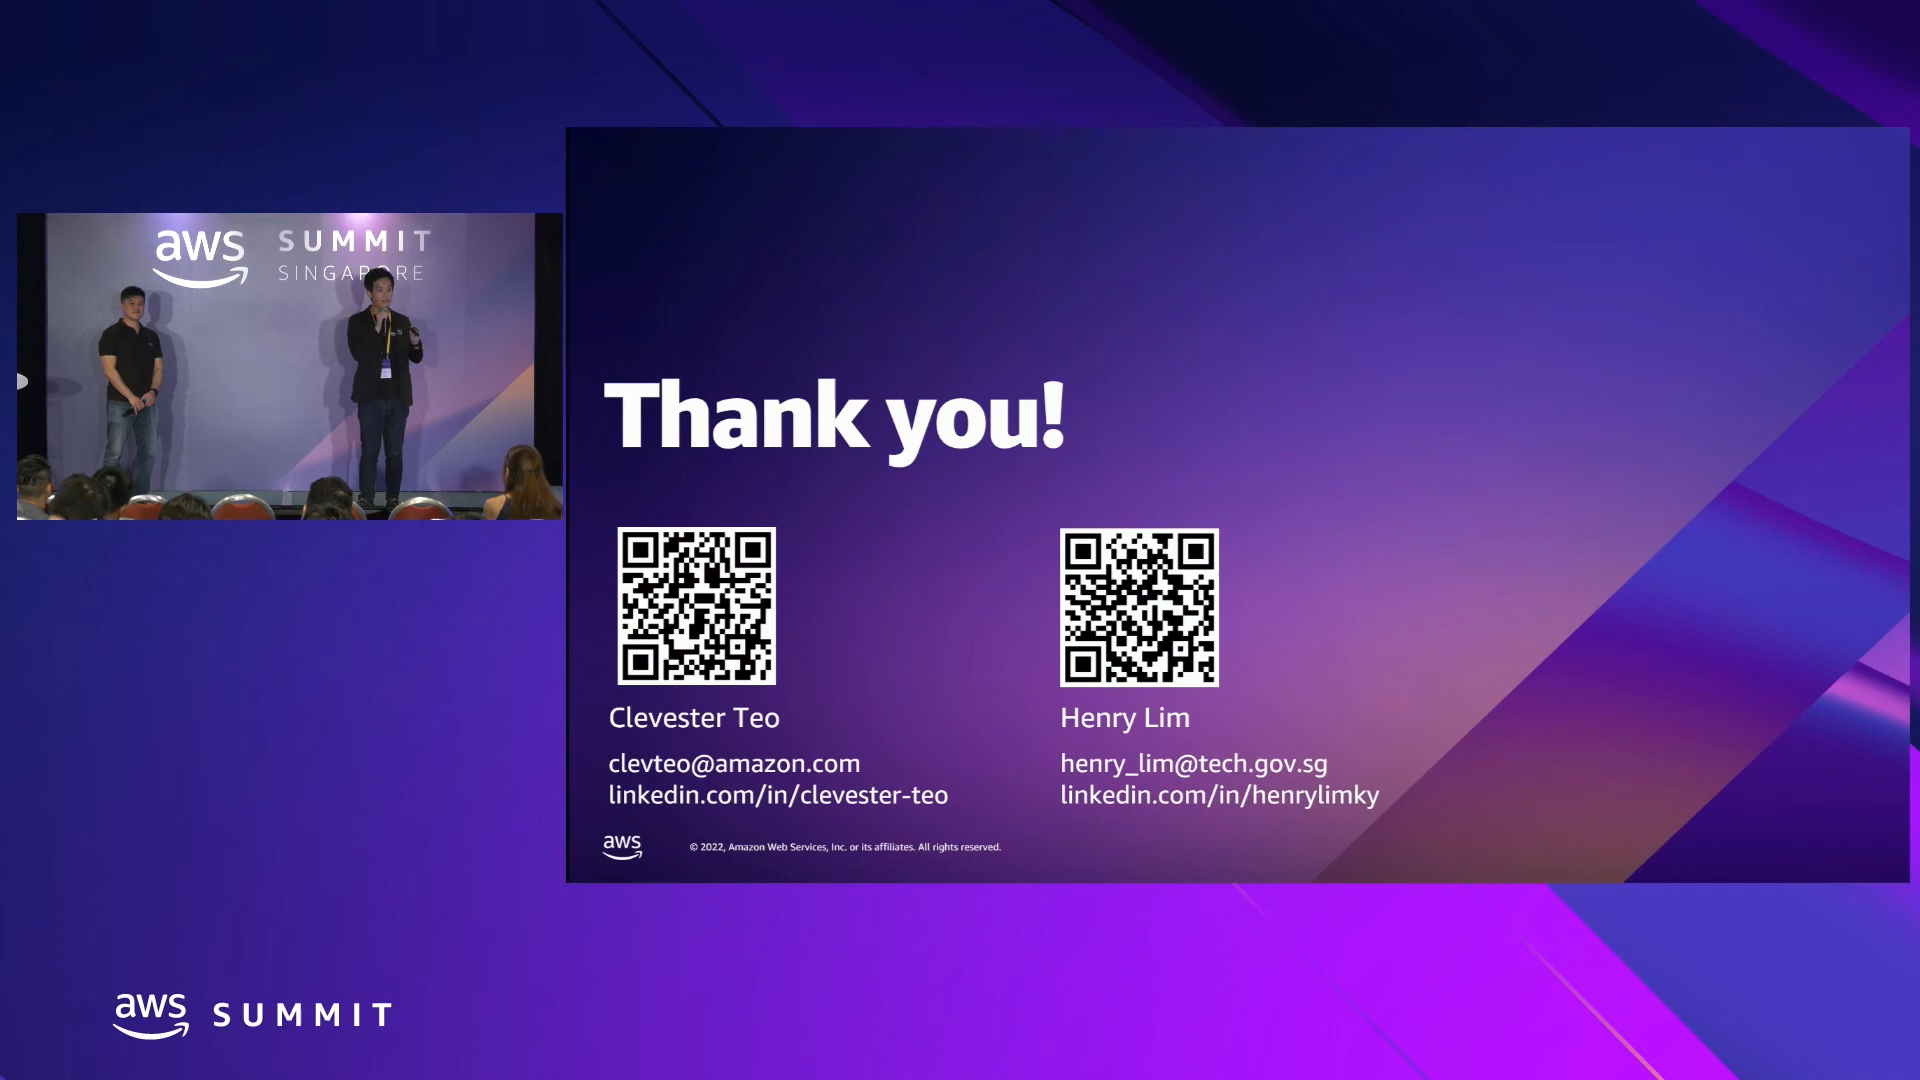 aws SUMMIT
SINGAPORE
Thank you!
Clevester Teo
clevteo@amazon.com
linkedin.com/in/clevester-teo
Henry Lim
henry_lim@tech.gov.sg
linkedin.com/in/henrylimky
aws
© 2022, Amazon Web Services, Inc. or its affiliates. All rights reserved.
aws SUMMIT